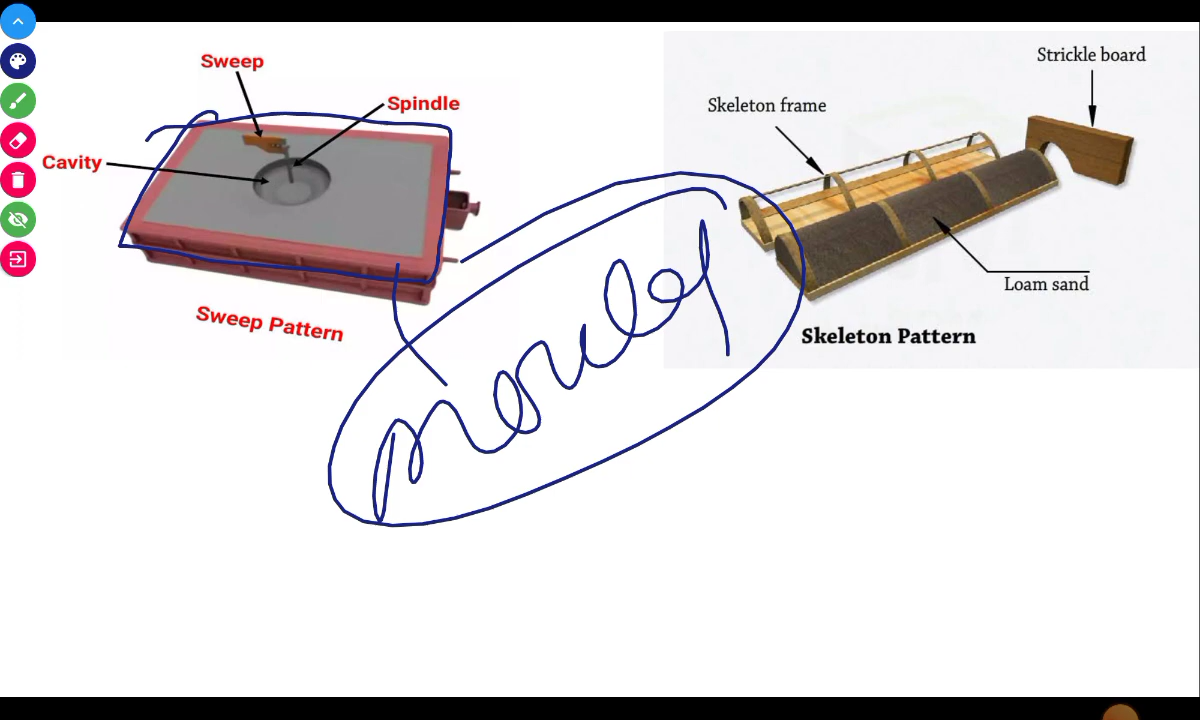 Sweep
Spindle
Cavity
Sweep Pattern
Strickle board
Skeleton frame
Loam sand
Skeleton Pattern